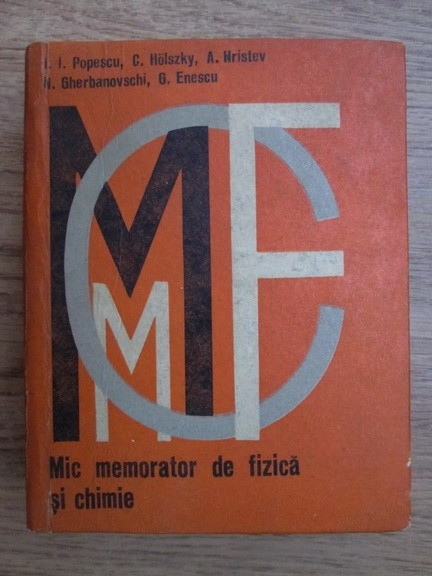 I. I. Popescu, C. Hölszky, A. Hristev
N. Gherbanovschi, G. Enescu
M M C F
Mic memorator de fizică
și chimie